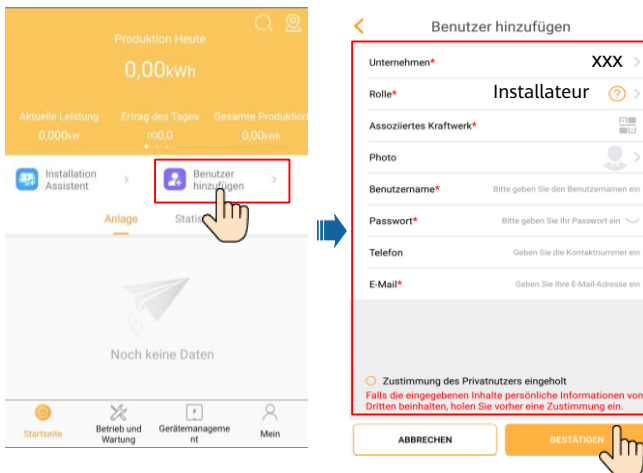 Produktion Heute
0,00kWh
Aktuelle Leistung
Ertrag des Tages
Gesamte Produktion
0,000kW
(€)0,0
0,00kWh
Installation
Assistent
Benutzer
hinzufügen
Anlage
Noch keine Daten
Startseite
Betrieb und
Wartung
Gerätemanageme
nt
Mein
Benutzer hinzufügen
Unternehmen*
XXX
Rolle*
Installateur
?
Assoziiertes Kraftwerk*
Photo
Benutzername*
Bitte geben Sie den Benutzernamen ein
Passwort*
Bitte geben Sie Ihr Passwort ein
Telefon
Geben Sie die Kontaktnummer ein
E-Mail*
Geben Sie Ihre E-Mail-Adresse ein
Zustimmung des Privatnutzers eingeholt
Falls die eingegebenen Inhalte persönliche Informationen von
Dritten beinhalten, holen Sie vorher eine Zustimmung ein.
ABBRECHEN
BESTÄTIGEN